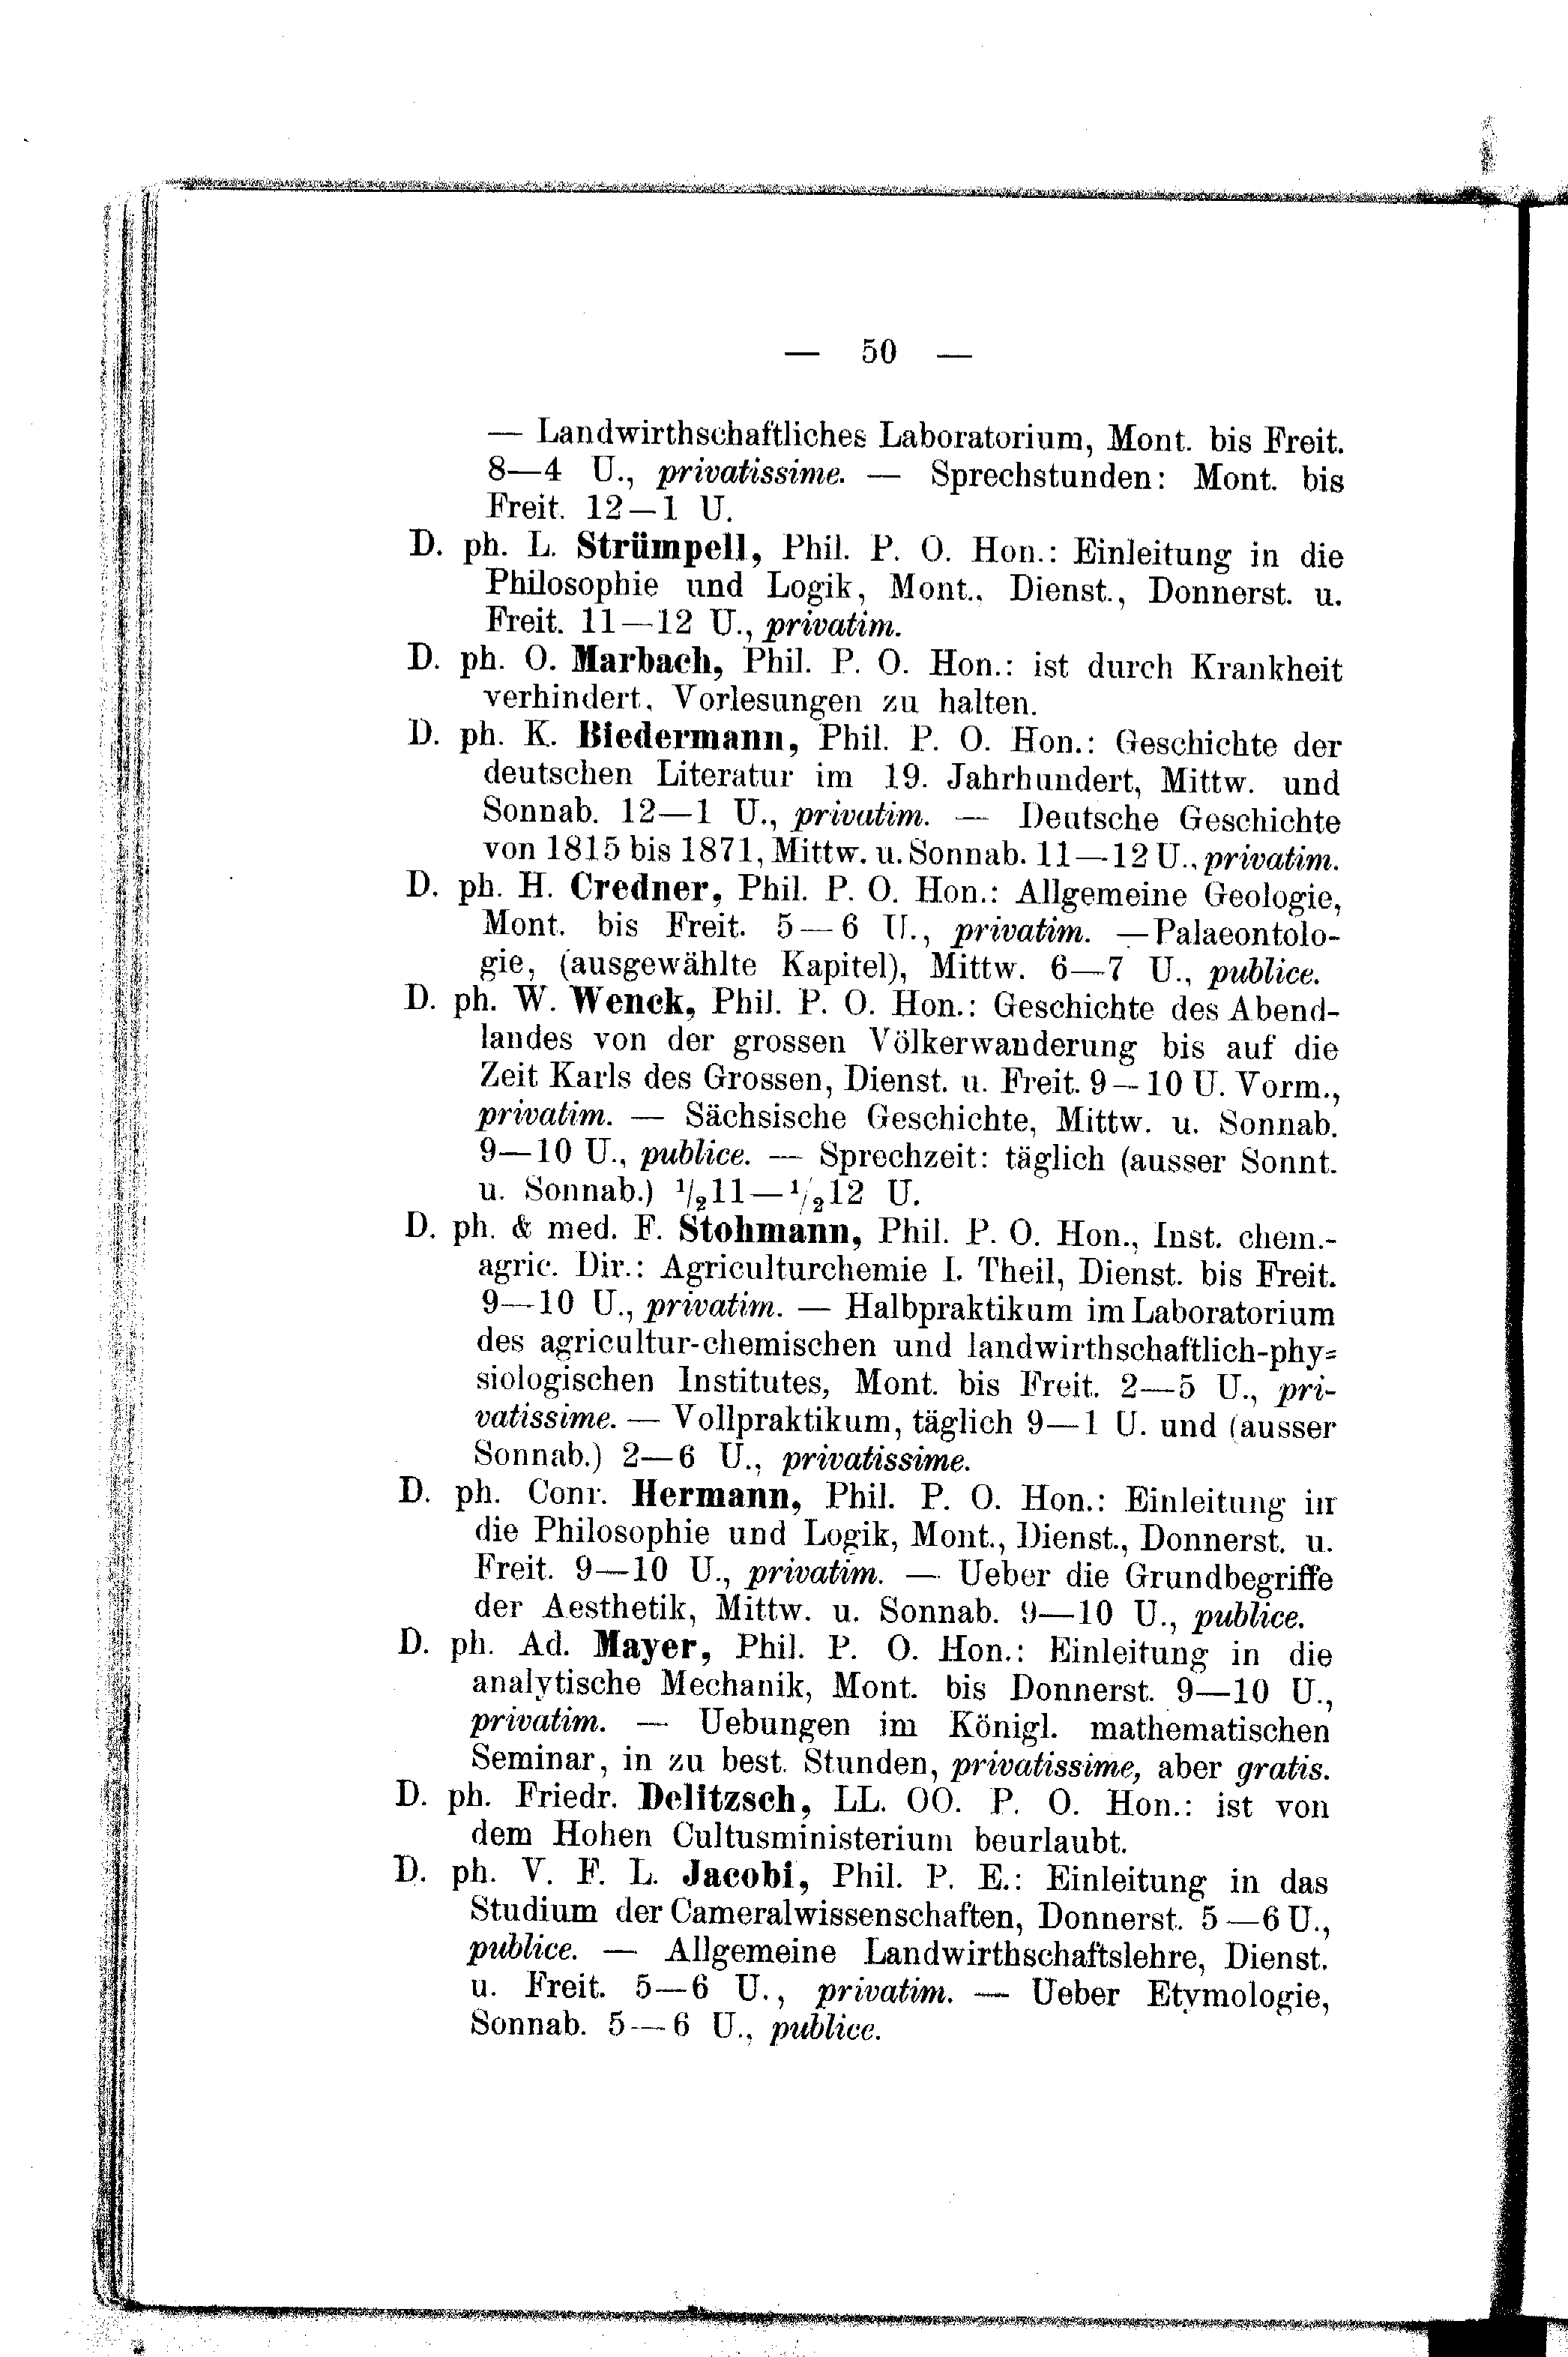 — 50 —
— Landwirthschaftliches Laboratorium, Mont. bis Freit.
8—4 U., privatissime. — Sprechstunden: Mont. bis
Freit. 12—1 U.
D. ph. L. Strümpell, Phil. P. O. Hon.: Einleitung in die
Philosophie und Logik, Mont., Dienst., Donnerst. u.
Freit. 11—12 U., privatim.
D. ph. O. Marbach, Phil. P. O. Hon.: ist durch Krankheit
verhindert, Vorlesungen zu halten.
D. ph. K. Biedermann, Phil. P. O. Hon.: Geschichte der
deutschen Literatur im 19. Jahrhundert, Mittw. und
Sonnab. 12—1 U., privatim. — Deutsche Geschichte
von 1815 bis 1871, Mittw. u. Sonnab. 11—12 U., privatim.
D. ph. H. Credner, Phil. P. O. Hon.: Allgemeine Geologie,
Mont. bis Freit. 5—6 U., privatim. — Palaeontolo-
gie, (ausgewählte Kapitel), Mittw. 6—7 U., publice.
D. ph. W. Wenck, Phil. P. O. Hon.: Geschichte des Abend-
landes von der grossen Völkerwanderung bis auf die
Zeit Karls des Grossen, Dienst. u. Freit. 9—10 U. Vorm.,
privatim. — Sächsische Geschichte, Mittw. u. Sonnab.
9—10 U., publice. — Sprechzeit: täglich (ausser Sonnt.
u. Sonnab.) 1/211—1/212 U.
D. ph. & med. F. Stohmann, Phil. P. O. Hon., Inst. chem.-
agric. Dir.: Agriculturchemie I. Theil, Dienst. bis Freit.
9—10 U., privatim. — Halbpraktikum im Laboratorium
des agricultur-chemischen und landwirthschaftlich-phy-
siologischen Institutes, Mont. bis Freit. 2—5 U., pri-
vatissime. — Vollpraktikum, täglich 9—1 U. und (ausser
Sonnab.) 2—6 U., privatissime.
D. ph. Conr. Hermann, Phil. P. O. Hon.: Einleitung in
die Philosophie und Logik, Mont., Dienst., Donnerst. u.
Freit. 9—10 U., privatim. — Ueber die Grundbegriffe
der Aesthetik, Mittw. u. Sonnab. 9—10 U., publice.
D. ph. Ad. Mayer, Phil. P. O. Hon.: Einleitung in die
analytische Mechanik, Mont. bis Donnerst. 9—10 U.,
privatim. — Uebungen im Königl. mathematischen
Seminar, in zu best. Stunden, privatissime, aber gratis.
D. ph. Friedr. Delitzsch, LL. OO. P. O. Hon.: ist von
dem Hohen Cultusministerium beurlaubt.
D. ph. V. F. L. Jacobi, Phil. P. E.: Einleitung in das
Studium der Cameralwissenschaften, Donnerst. 5—6 U.,
publice. — Allgemeine Landwirthschaftslehre, Dienst.
u. Freit. 5—6 U., privatim. — Ueber Etymologie,
Sonnab. 5—6 U., publice.